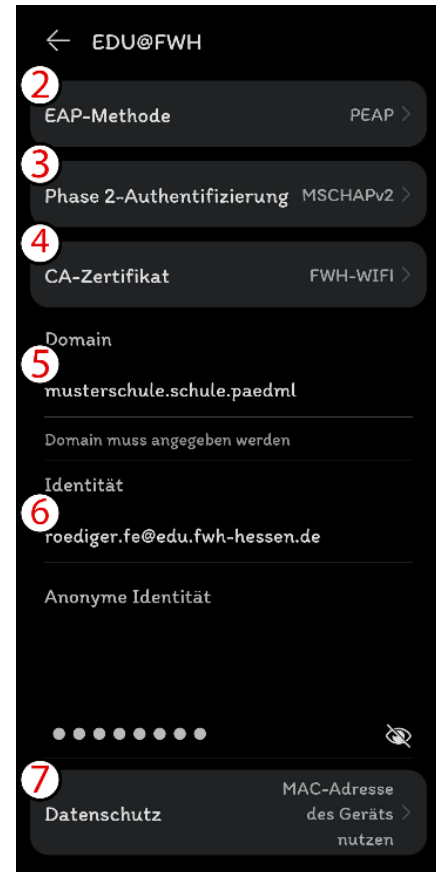 EDU@FWH
2
EAP-Methode PEAP
3
Phase 2-Authentifizierung MSCHAPv2
4
CA-Zertifikat FWH-WIFI
Domain
5
musterschule.schule.paedml
Domain muss angegeben werden
Identität
6
roediger.fe@edu.fwh-hessen.de
Anonyme Identität
7
MAC-Adresse
Datenschutz des Geräts
nutzen